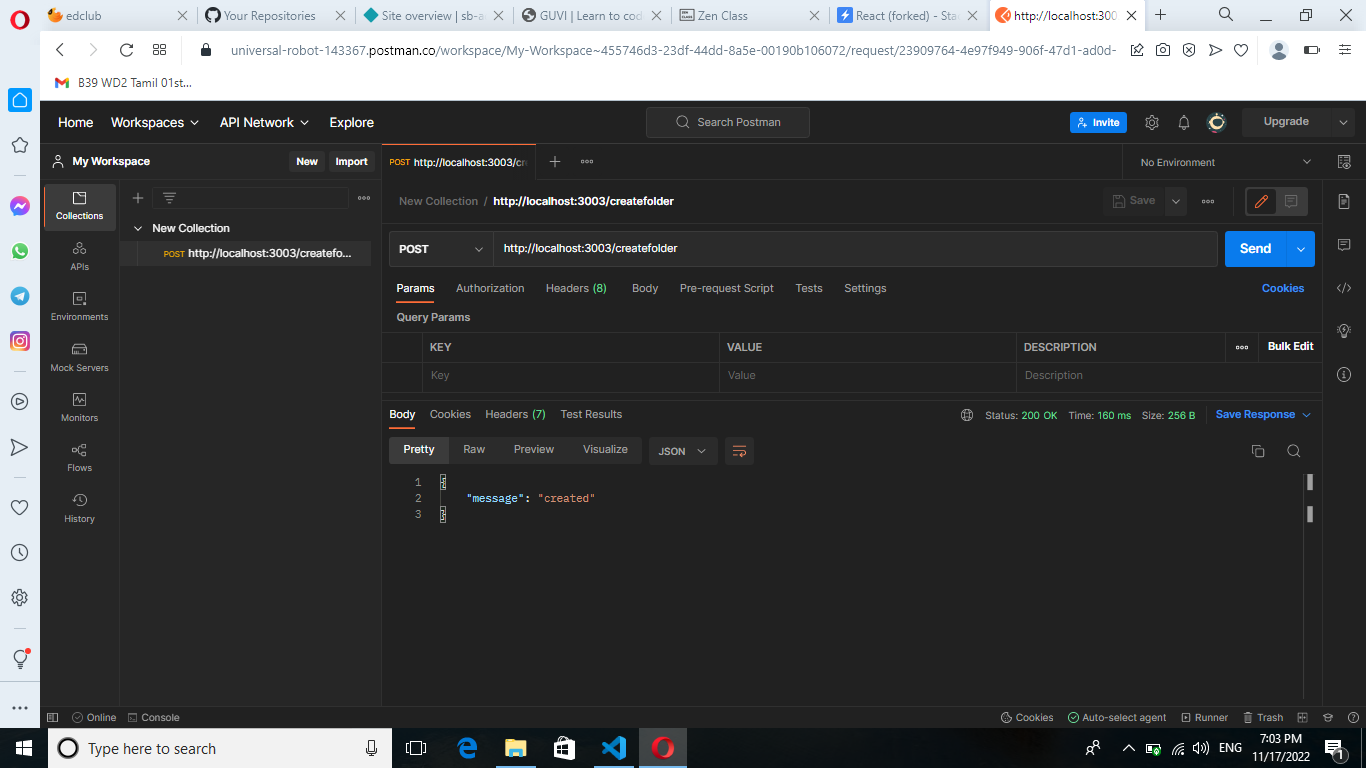 edclub
Your Repositories
Site overview | sb-a
GUVI | Learn to cod
Zen Class
React (forked) - Sta
http://localhost:300
universal-robot-143367.postman.co/workspace/My-Workspace~455746d3-23df-44dd-8a5e-00190b106072/request/23909764-4e97f949-906f-47d1-ad0d-
B39 WD2 Tamil 01st...
Home
Workspaces
API Network
Explore
Search Postman
Invite
Upgrade
My Workspace
New
Import
POST http://localhost:3003/cr
No Environment
Collections
APIs
Environments
Mock Servers
Monitors
Flows
History
New Collection
POST http://localhost:3003/createfo...
New Collection / http://localhost:3003/createfolder
Save
POST
http://localhost:3003/createfolder
Send
Params
Authorization
Headers (8)
Body
Pre-request Script
Tests
Settings
Cookies
Query Params
KEY
VALUE
DESCRIPTION
Bulk Edit
Key
Value
Description
Body
Cookies
Headers (7)
Test Results
Status: 200 OK
Time: 160 ms
Size: 256 B
Save Response
Pretty
Raw
Preview
Visualize
JSON
1 {
2 "message": "created"
3 }
Online
Console
Cookies
Auto-select agent
Runner
Trash
Type here to search
ENG
7:03 PM
11/17/2022
1